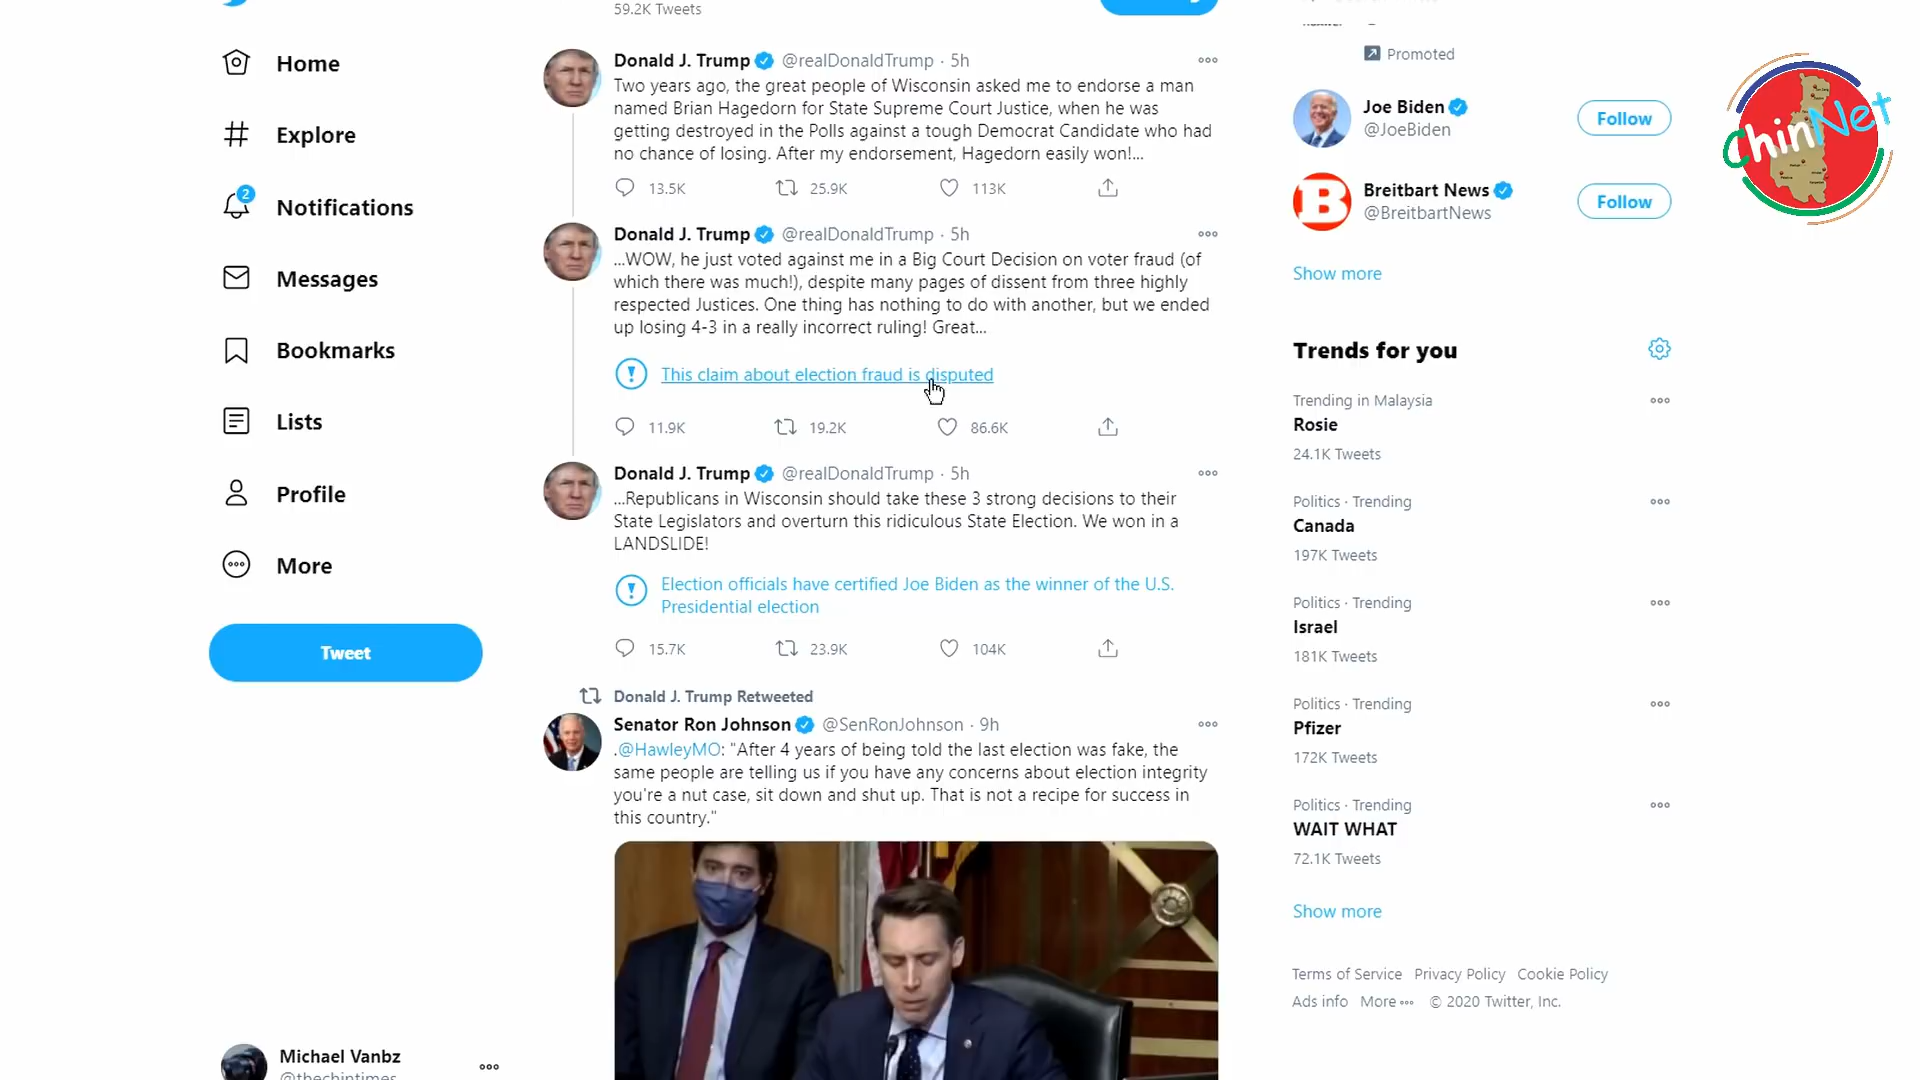 59.2K Tweets
Home
Explore
2
Notifications
Messages
Bookmarks
Lists
Profile
More
Tweet
Michael Vanbz
@thechintimes
Donald J. Trump @realDonaldTrump · 5h
Two years ago, the great people of Wisconsin asked me to endorse a man
named Brian Hagedorn for State Supreme Court Justice, when he was
getting destroyed in the Polls against a tough Democrat Candidate who had
no chance of losing. After my endorsement, Hagedorn easily won!...
13.5K 25.9K 113K
Donald J. Trump @realDonaldTrump · 5h
...WOW, he just voted against me in a Big Court Decision on voter fraud (of
which there was much!), despite many pages of dissent from three highly
respected Justices. One thing has nothing to do with another, but we ended
up losing 4-3 in a really incorrect ruling! Great...
This claim about election fraud is disputed
11.9K 19.2K 86.6K
Donald J. Trump @realDonaldTrump · 5h
...Republicans in Wisconsin should take these 3 strong decisions to their
State Legislators and overturn this ridiculous State Election. We won in a
LANDSLIDE!
Election officials have certified Joe Biden as the winner of the U.S.
Presidential election
15.7K 23.9K 104K
Donald J. Trump Retweeted
Senator Ron Johnson @SenRonJohnson · 9h
.@HawleyMO: "After 4 years of being told the last election was fake, the
same people are telling us if you have any concerns about election integrity
you're a nut case, sit down and shut up. That is not a recipe for success in
this country."
Promoted
Joe Biden
@JoeBiden
Follow
Breitbart News
@BreitbartNews
Follow
Show more
Trends for you
Trending in Malaysia
Rosie
24.1K Tweets
Politics · Trending
Canada
197K Tweets
Politics · Trending
Israel
181K Tweets
Politics · Trending
Pfizer
172K Tweets
Politics · Trending
WAIT WHAT
72.1K Tweets
Show more
Terms of Service Privacy Policy Cookie Policy
Ads info More © 2020 Twitter, Inc.
ChinNet